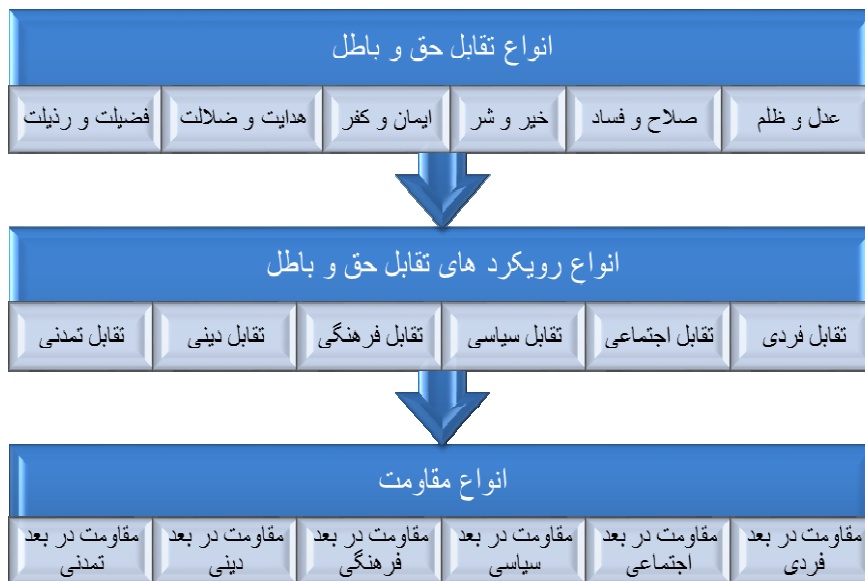 انواع تقابل حق و باطل
عدل و ظلم
صلاح و فساد
خیر و شر
ایمان و کفر
هدایت و ضلالت
فضیلت و رذیلت
انواع رویکرد های تقابل حق و باطل
تقابل فردی
تقابل اجتماعی
تقابل سیاسی
تقابل فرهنگی
تقابل دینی
تقابل تمدنی
انواع مقاومت
مقاومت در بعد
فردی
مقاومت در بعد
اجتماعی
مقاومت در بعد
سیاسی
مقاومت در بعد
فرهنگی
مقاومت در بعد
دینی
مقاومت در بعد
تمدنی